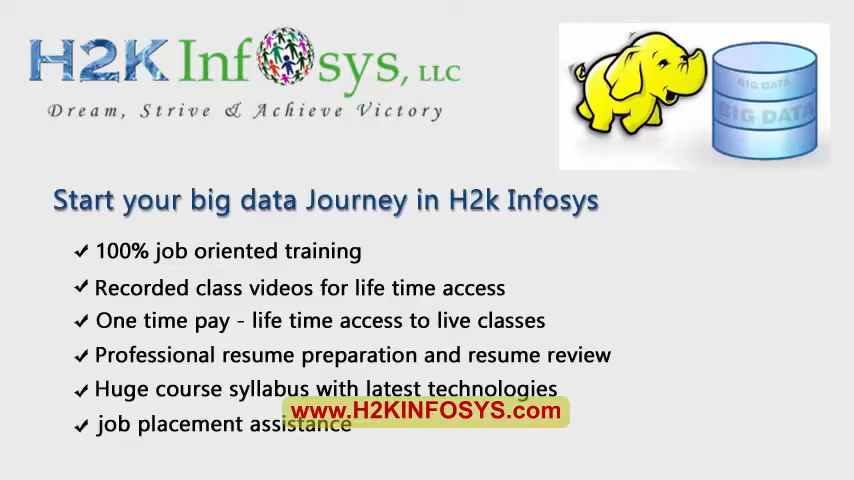 H2K Infosys, LLC
Dream, Strive & Achieve Victory
BIG DATA
BIG DATA
Start your big data Journey in H2k Infosys
100% job oriented training
Recorded class videos for life time access
One time pay - life time access to live classes
Professional resume preparation and resume review
Huge course syllabus with latest technologies
www.H2KINFOSYS.com
job placement assistance